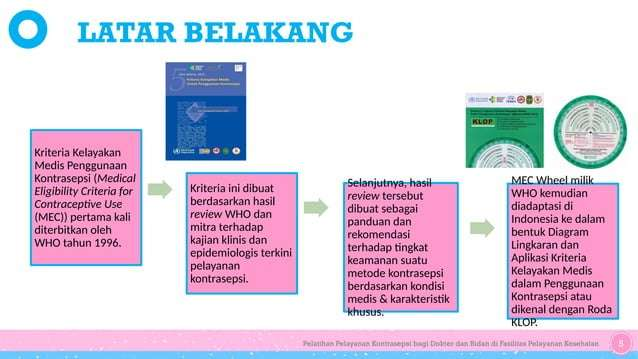 LATAR BELAKANG
Kriteria Kelayakan
Medis Penggunaan
Kontrasepsi (Medical
Eligibility Criteria for
Contraceptive Use
(MEC)) pertama kali
diterbitkan oleh
WHO tahun 1996.
Kriteria ini dibuat
berdasarkan hasil
review WHO dan
mitra terhadap
kajian klinis dan
epidemiologis terkini
pelayanan
kontrasepsi.
Selanjutnya, hasil
review tersebut
dibuat sebagai
panduan dan
rekomendasi
terhadap tingkat
keamanan suatu
metode kontrasepsi
berdasarkan kondisi
medis & karakteristik
khusus.
KLOP
MEC Wheel milik
WHO kemudian
diadaptasi di
Indonesia ke dalam
bentuk Diagram
Lingkaran dan
Aplikasi Kriteria
Kelayakan Medis
dalam Penggunaan
Kontrasepsi atau
dikenal dengan Roda
KLOP.
Pelatihan Pelayanan Kontrasepsi bagi Dokter dan Bidan di Fasilitas Pelayanan Kesehatan
8